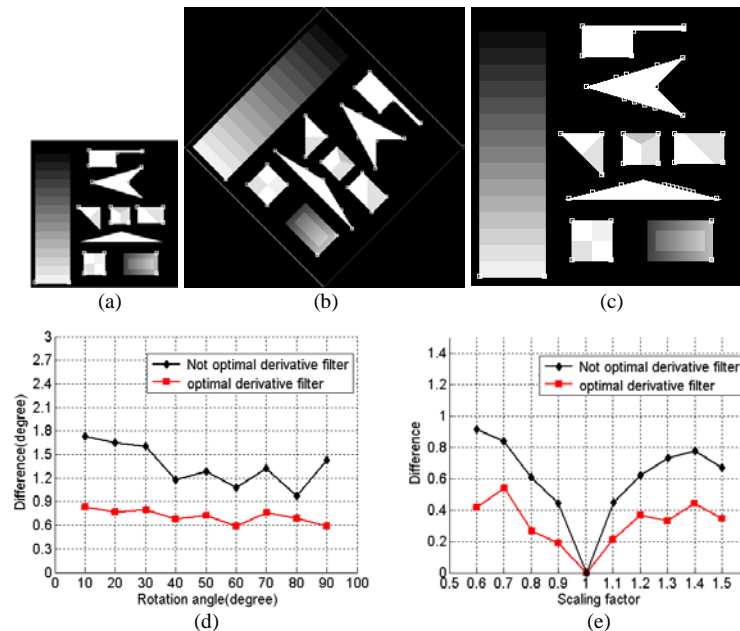 (a)
(b)
(c)
3
2.7
2.4
2.1
1.8
1.5
1.2
0.9
0.6
0.3
0
Difference(degree)
Not optimal derivative filter
optimal derivative filter
0 10 20 30 40 50 60 70 80 90 100
Rotation angle(degree)
(d)
1.4
1.2
1
0.8
0.6
0.4
0.2
0
Difference
Not optimal derivative filter
optimal derivative filter
0.5 0.6 0.7 0.8 0.9 1 1.1 1.2 1.3 1.4 1.5
Scaling factor
(e)